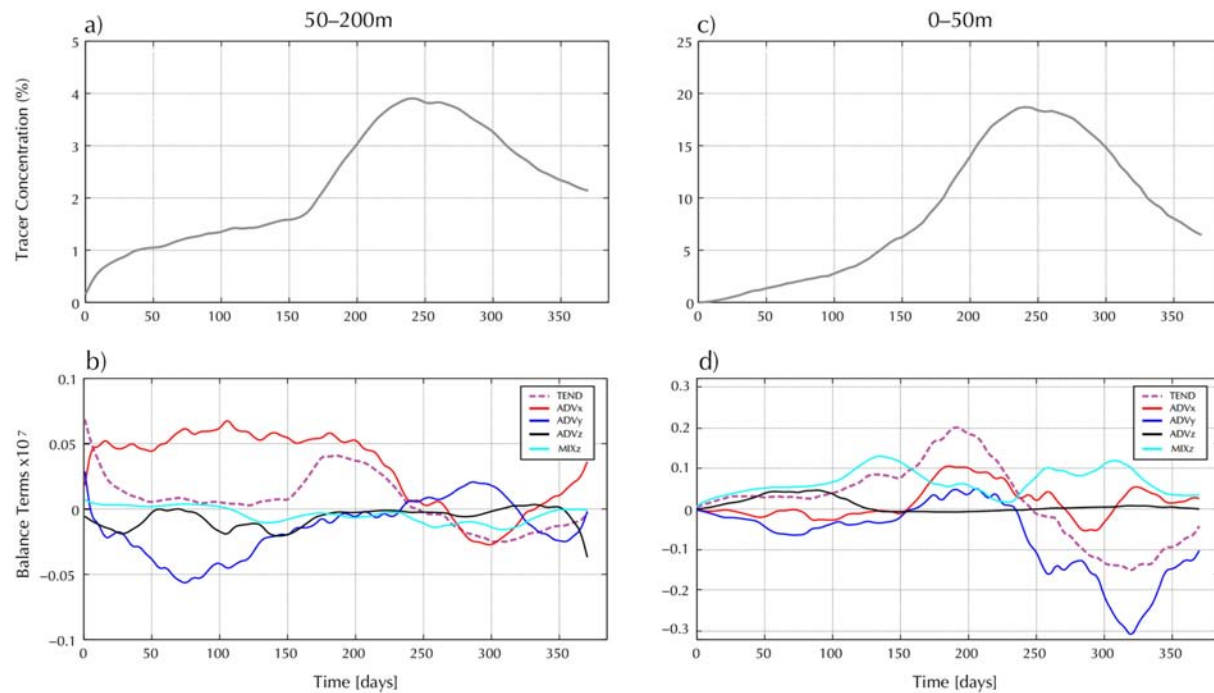 a) 50–200m
5
4
3
2
1
0
Tracer Concentration (%)
0 50 100 150 200 250 300 350
c) 0–50m
25
20
15
10
5
0
0 50 100 150 200 250 300 350
b)
0.1
0.05
0
−0.05
−0.1
Balance Terms x10⁷
TEND
ADVx
ADVy
ADVz
MIXz
0 50 100 150 200 250 300 350
Time [days]
d)
0.3
0.2
0.1
0
−0.1
−0.2
−0.3
TEND
ADVx
ADVy
ADVz
MIXz
0 50 100 150 200 250 300 350
Time [days]